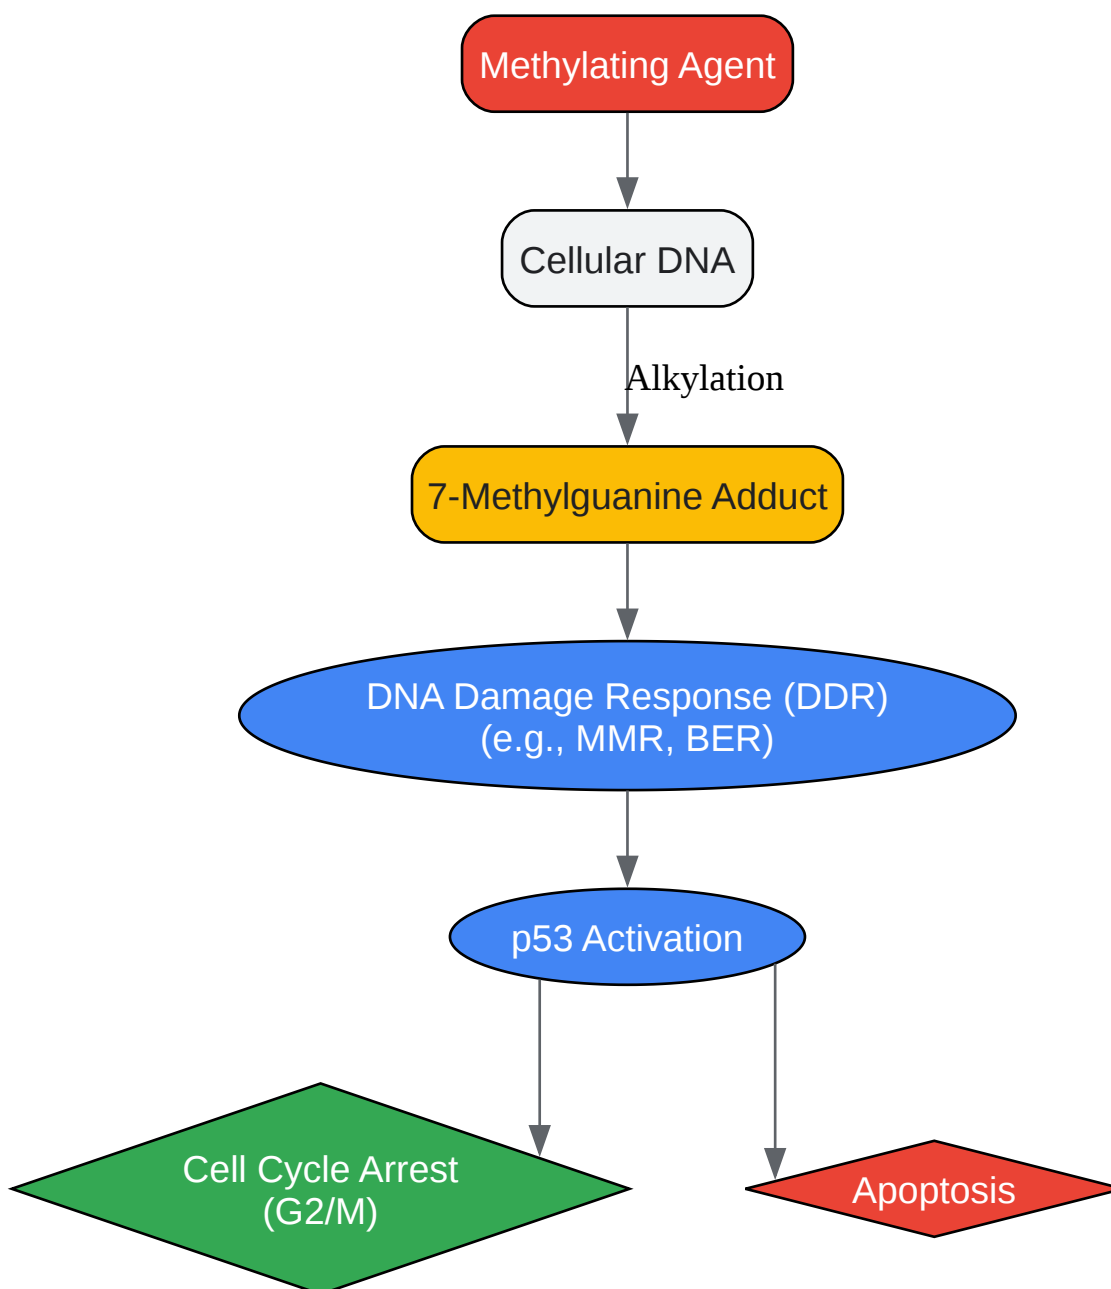 Methylating Agent
Cellular DNA
Alkylation
7-Methylguanine Adduct
DNA Damage Response (DDR)
(e.g., MMR, BER)
p53 Activation
Cell Cycle Arrest
(G2/M)
Apoptosis